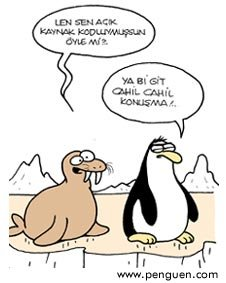 LEN SEN AÇIK
KAYNAK KODLUYMUŞSUN
ÖYLE Mİ?.
YA Bİ GİT
CAHİL CAHİL
KONUŞMA!..
www.penguen.com